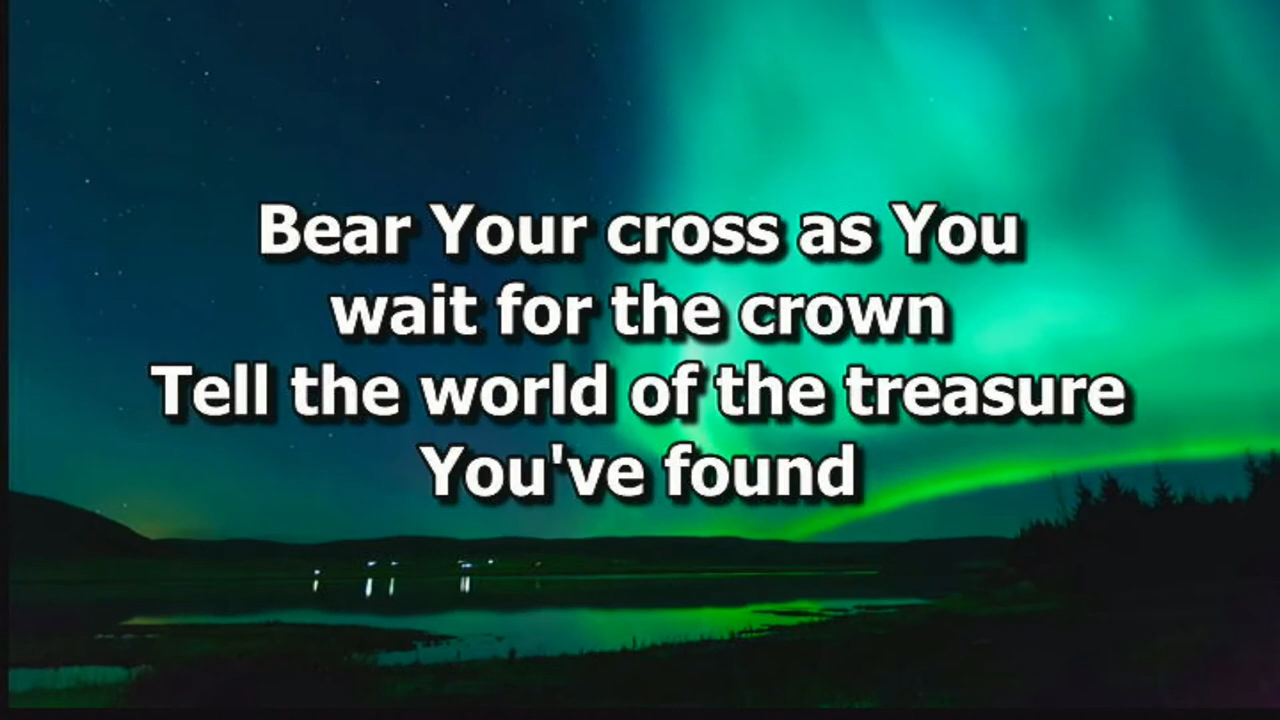 Bear Your cross as You
wait for the crown
Tell the world of the treasure
You've found